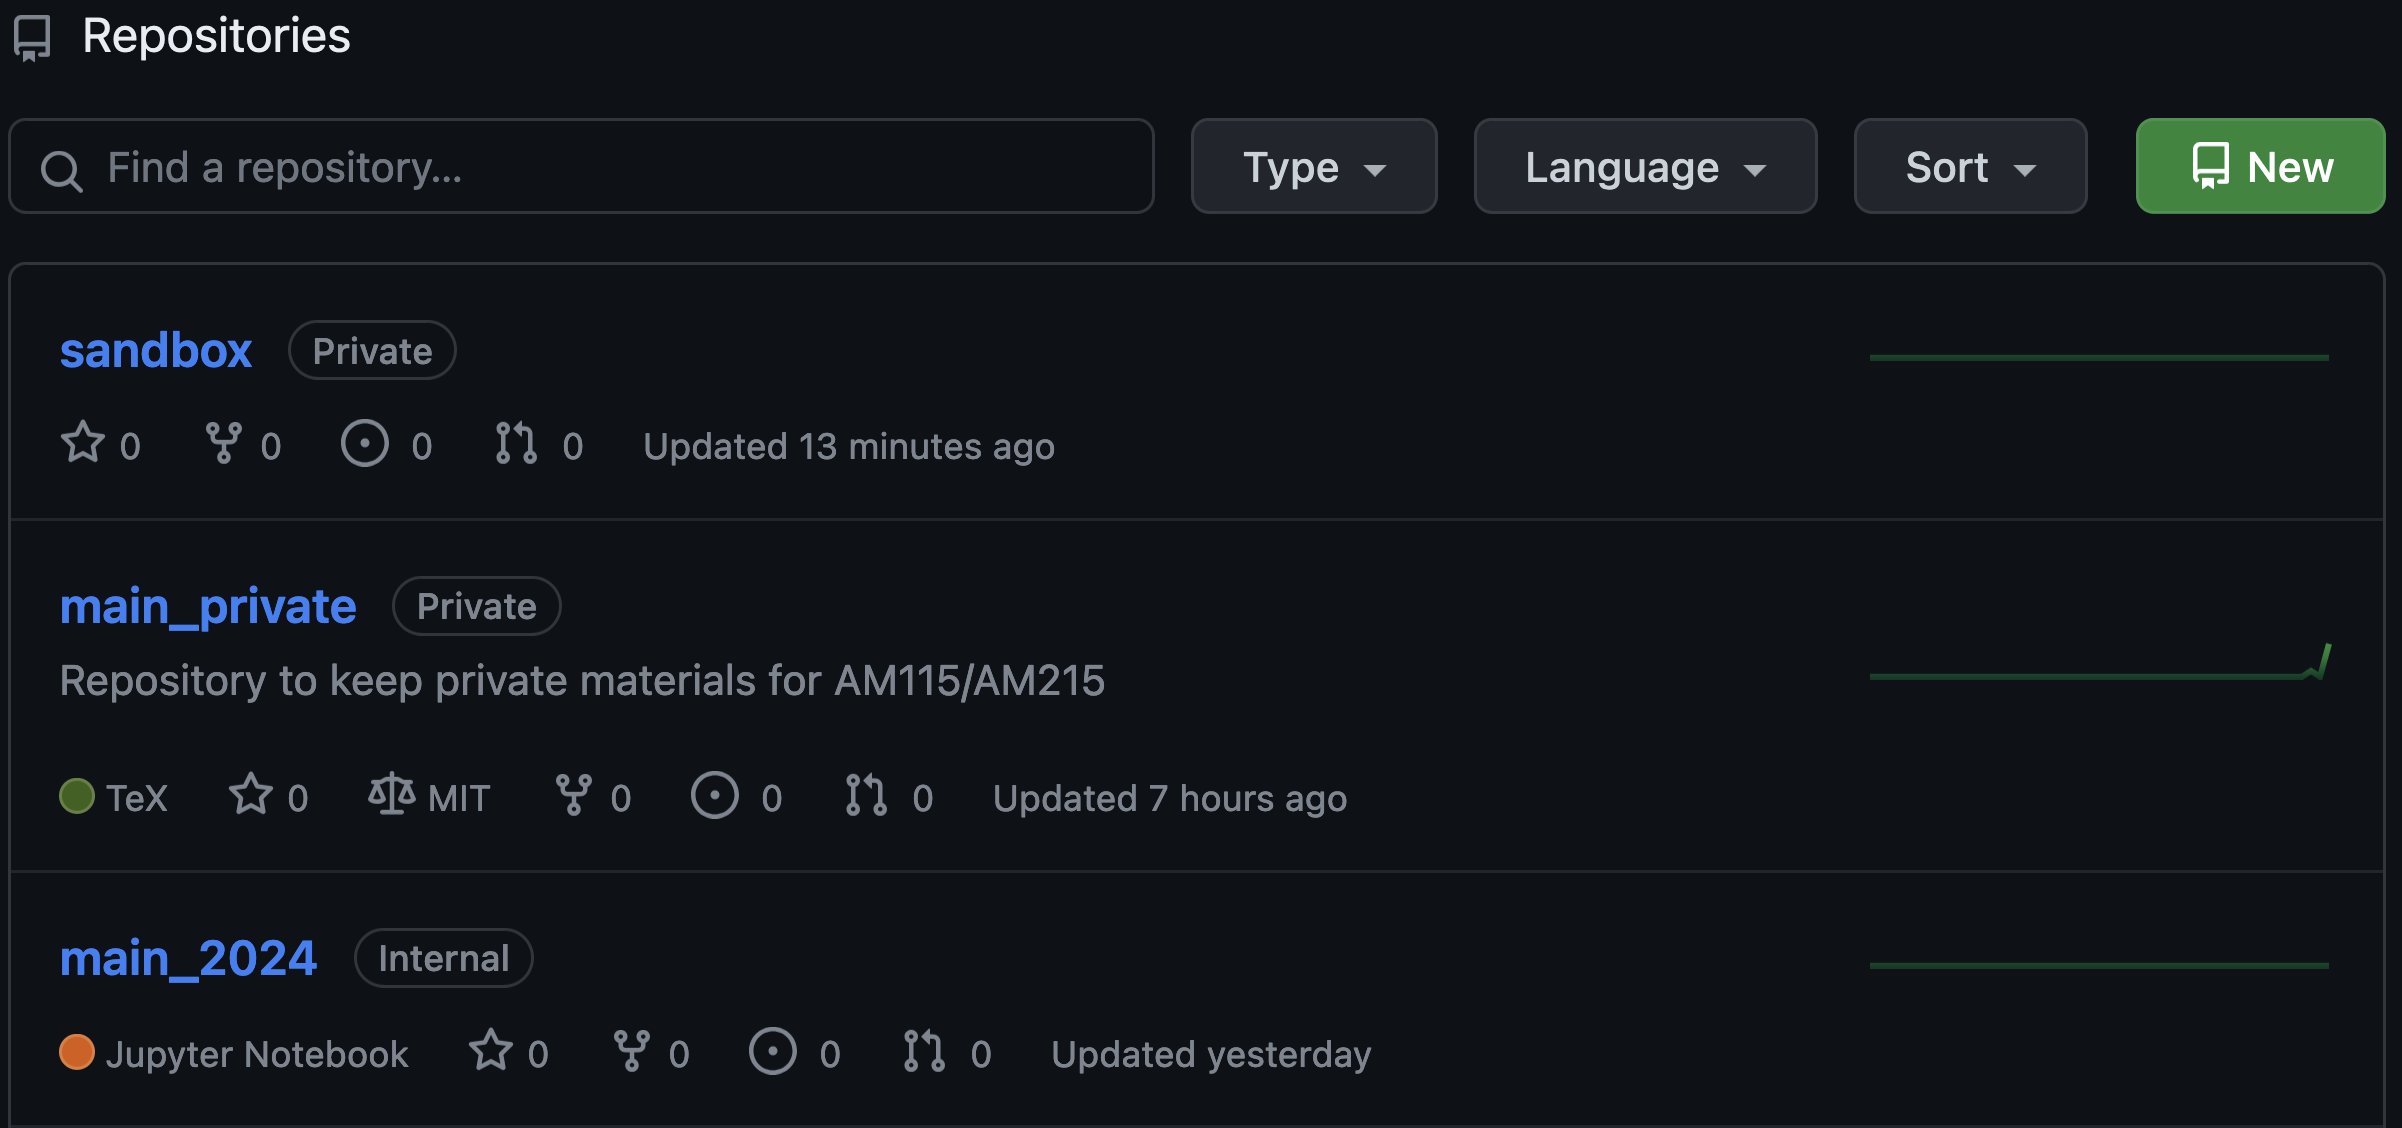 Repositories
Find a repository... Type Language Sort New
sandbox Private
0 0 0 0 Updated 13 minutes ago
main_private Private
Repository to keep private materials for AM115/AM215
TeX 0 MIT 0 0 0 Updated 7 hours ago
main_2024 Internal
Jupyter Notebook 0 0 0 0 Updated yesterday